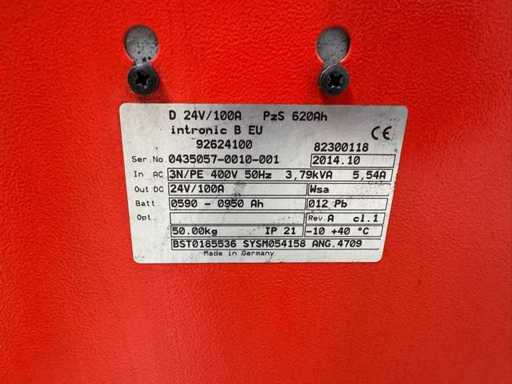 D 24V/100A PzS 620Ah
intronic B EU
92624100 82300118
Ser.No. 0435057-0010-001 2014.10
In AC 3N/PE 400V 50Hz 3,79kVA 5,54A
Out DC 24V/100A Wsa
Batt 0590 - 0950 Ah 012 Pb
Opt. Rev. A cl.1
50.00kg IP 21 -10 +40 °C
BST0185536 SYSM054158 ANG.4709
Made in Germany
CE